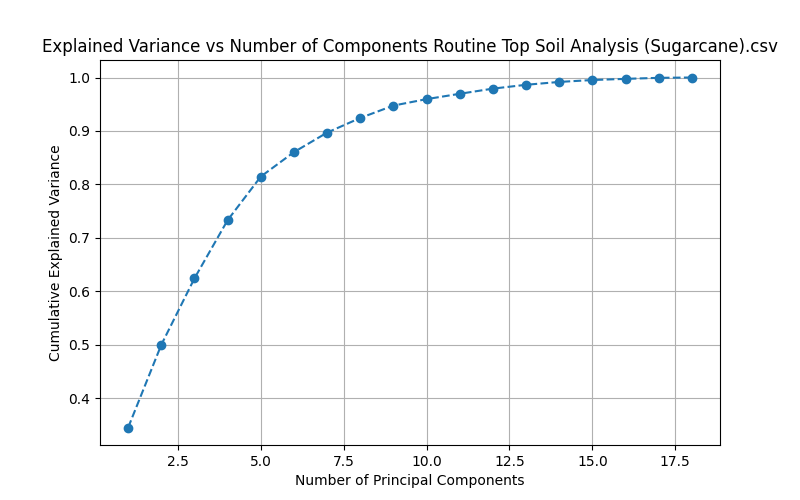 Explained Variance vs Number of Components Routine Top Soil Analysis (Sugarcane).csv
1.0
0.9
0.8
0.7
0.6
0.5
0.4
Cumulative Explained Variance
2.5 5.0 7.5 10.0 12.5 15.0 17.5
Number of Principal Components